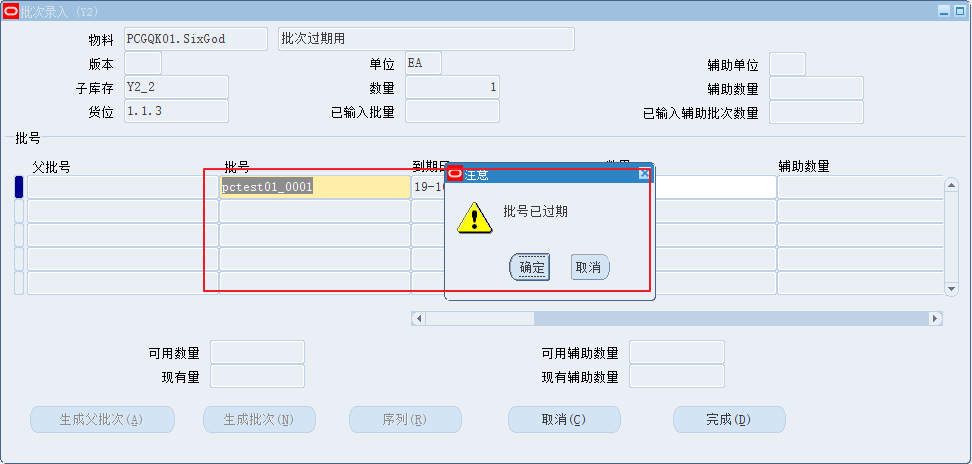 批次录入 (Y2)
物料 PCGQK01.SixGod 批次过期用
版本 单位 EA 辅助单位
子库存 Y2_2 数量 1 辅助数量
货位 1.1.3 已输入批量 已输入辅助批次数量
批号
父批号 批号 到期日 数量 辅助数量
pctest01_0001 19-10
注意
批号已过期
确定 取消
可用数量 可用辅助数量
现有量 现有辅助数量
生成父批次(A) 生成批次(N) 序列(R) 取消(C) 完成(D)